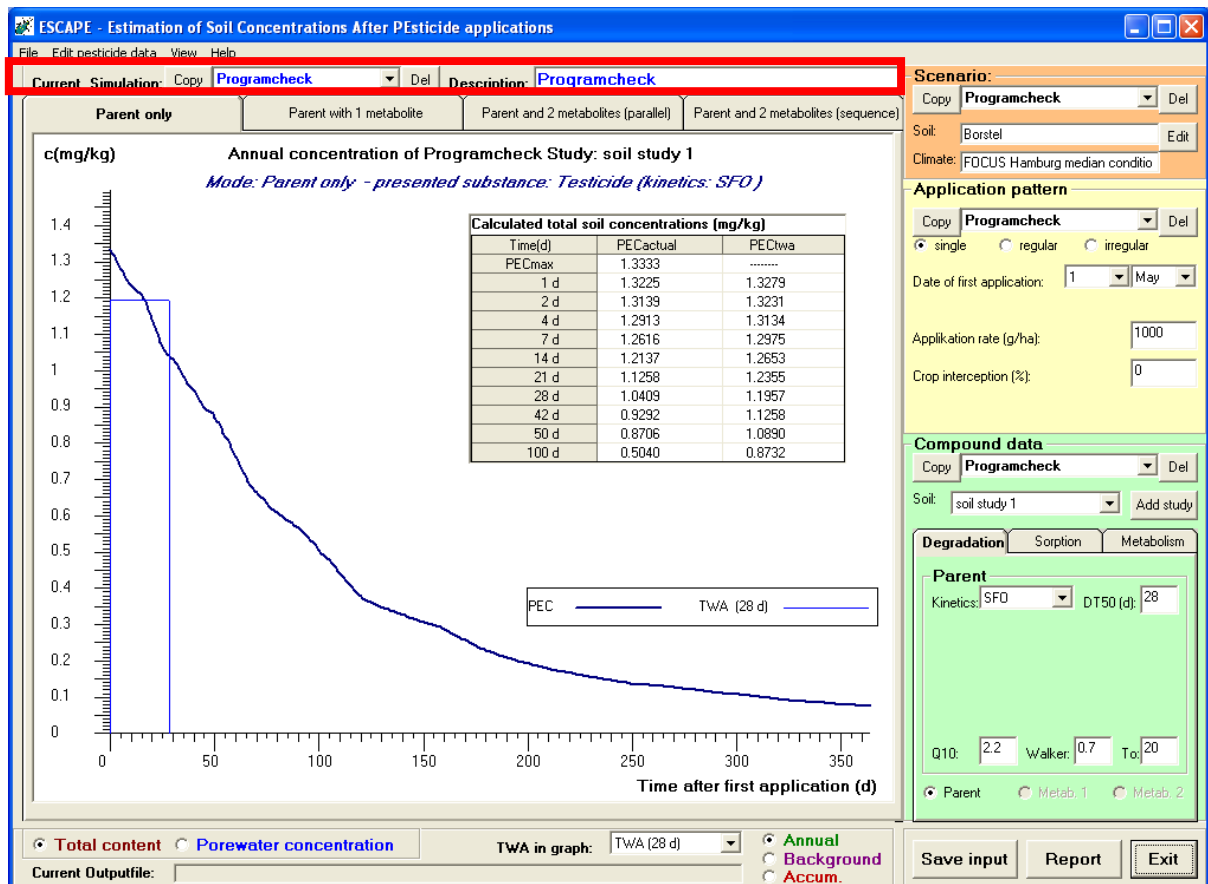 ESCAPE - Estimation of Soil Concentrations After PEsticide applications
File Edit pesticide data View Help
Current Simulation: Copy Programcheck Del Description: Programcheck
Parent only Parent with 1 metabolite Parent and 2 metabolites (parallel) Parent and 2 metabolites (sequence)
c(mg/kg) Annual concentration of Programcheck Study: soil study 1
Mode: Parent only - presented substance: Testicide (kinetics: SFO)
Calculated total soil concentrations (mg/kg)
Time(d) PECactual PECtwa
PECmax 1.3333 --------
1 d 1.3225 1.3279
2 d 1.3139 1.3231
4 d 1.2913 1.3134
7 d 1.2616 1.2975
14 d 1.2137 1.2653
21 d 1.1258 1.2355
28 d 1.0409 1.1957
42 d 0.9292 1.1258
50 d 0.8706 1.0890
100 d 0.5040 0.8732
1.4
1.3
1.2
1.1
1
0.9
0.8
0.7
0.6
0.5
0.4
0.3
0.2
0.1
0
PEC TWA (28 d)
0 50 100 150 200 250 300 350
Time after first application (d)
Scenario:
Copy Programcheck Del
Soil: Borstel Edit
Climate: FOCUS Hamburg median conditio
Application pattern
Copy Programcheck Del
single regular irregular
Date of first application: 1 May
Applikation rate (g/ha): 1000
Crop interception (%): 0
Compound data
Copy Programcheck Del
Soil: soil study 1 Add study
Degradation Sorption Metabolism
Parent
Kinetics: SFO DT50 (d): 28
Q10: 2.2 Walker: 0.7 To: 20
Parent Metab. 1 Metab. 2
Total content Porewater concentration TWA in graph: TWA (28 d) Annual
Background
Accum.
Current Outputfile:
Save input Report Exit